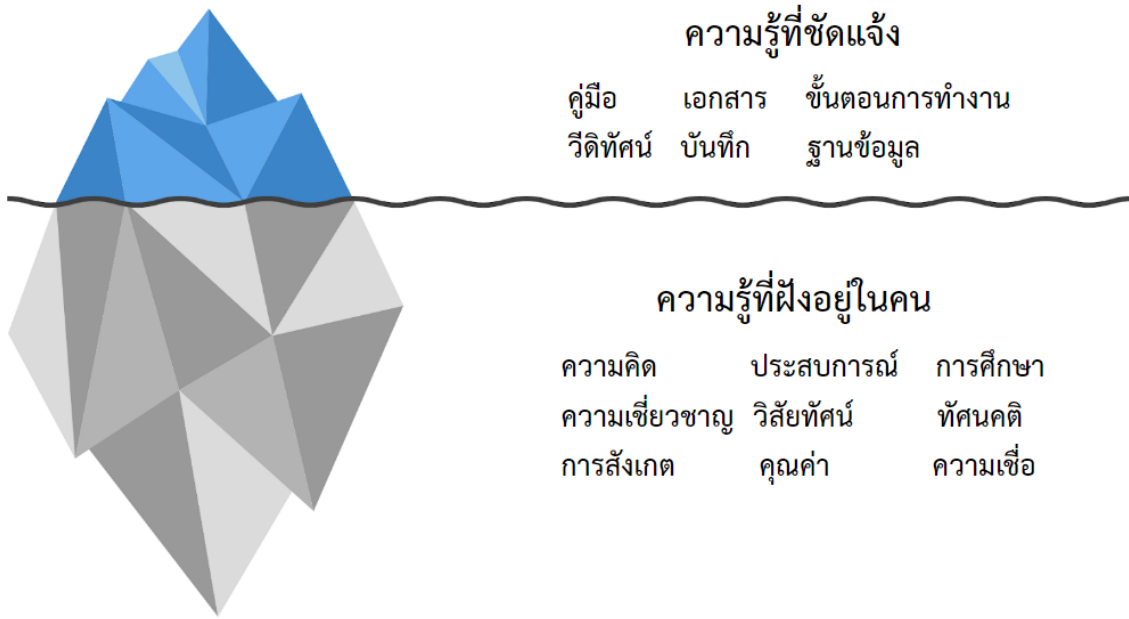 ความรู้ที่ชัดแจ้ง
คู่มือ เอกสาร ขั้นตอนการทำงาน
วีดิทัศน์ บันทึก ฐานข้อมูล
ความรู้ที่ฝังอยู่ในคน
ความคิด ประสบการณ์ การศึกษา
ความเชี่ยวชาญ วิสัยทัศน์ ทัศนคติ
การสังเกต คุณค่า ความเชื่อ